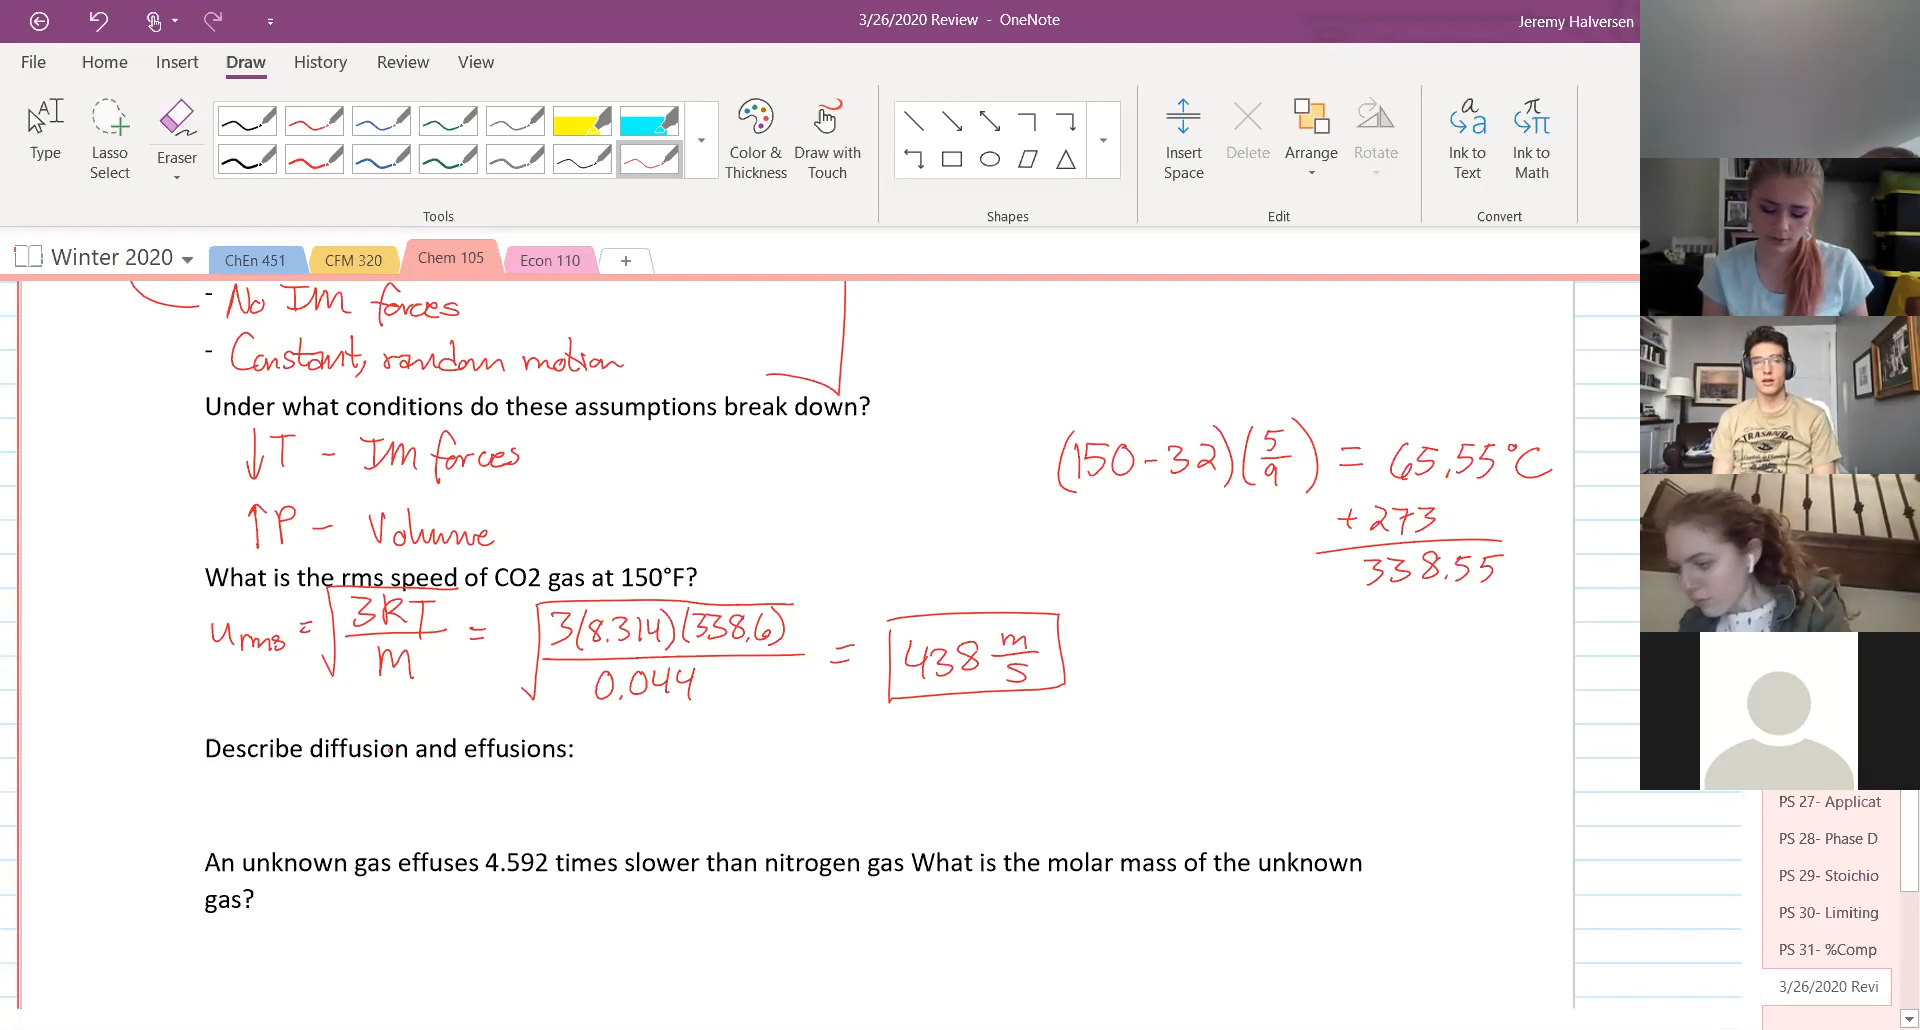 3/26/2020 Review - OneNote
Jeremy Halversen
File Home Insert Draw History Review View
Type
Lasso Select
Eraser
Color & Thickness
Draw with Touch
Insert Space
Delete
Arrange
Rotate
Ink to Text
Ink to Math
Tools Shapes Edit Convert
Winter 2020 ChEn 451 CFM 320 Chem 105 Econ 110 +
- No IM forces
- Constant, random motion
Under what conditions do these assumptions break down?
↓T - IM forces
↑P - Volume
(150-32)(5/9) = 65.55°C
+273
338.55
What is the rms speed of CO2 gas at 150°F?
urms = √(3RT/M) = √(3(8.314)(338.6)/0.044) = 438 m/s
Describe diffusion and effusions:
An unknown gas effuses 4.592 times slower than nitrogen gas What is the molar mass of the unknown
gas?
PS 27- Applicat
PS 28- Phase D
PS 29- Stoichio
PS 30- Limiting
PS 31- %Comp
3/26/2020 Revi